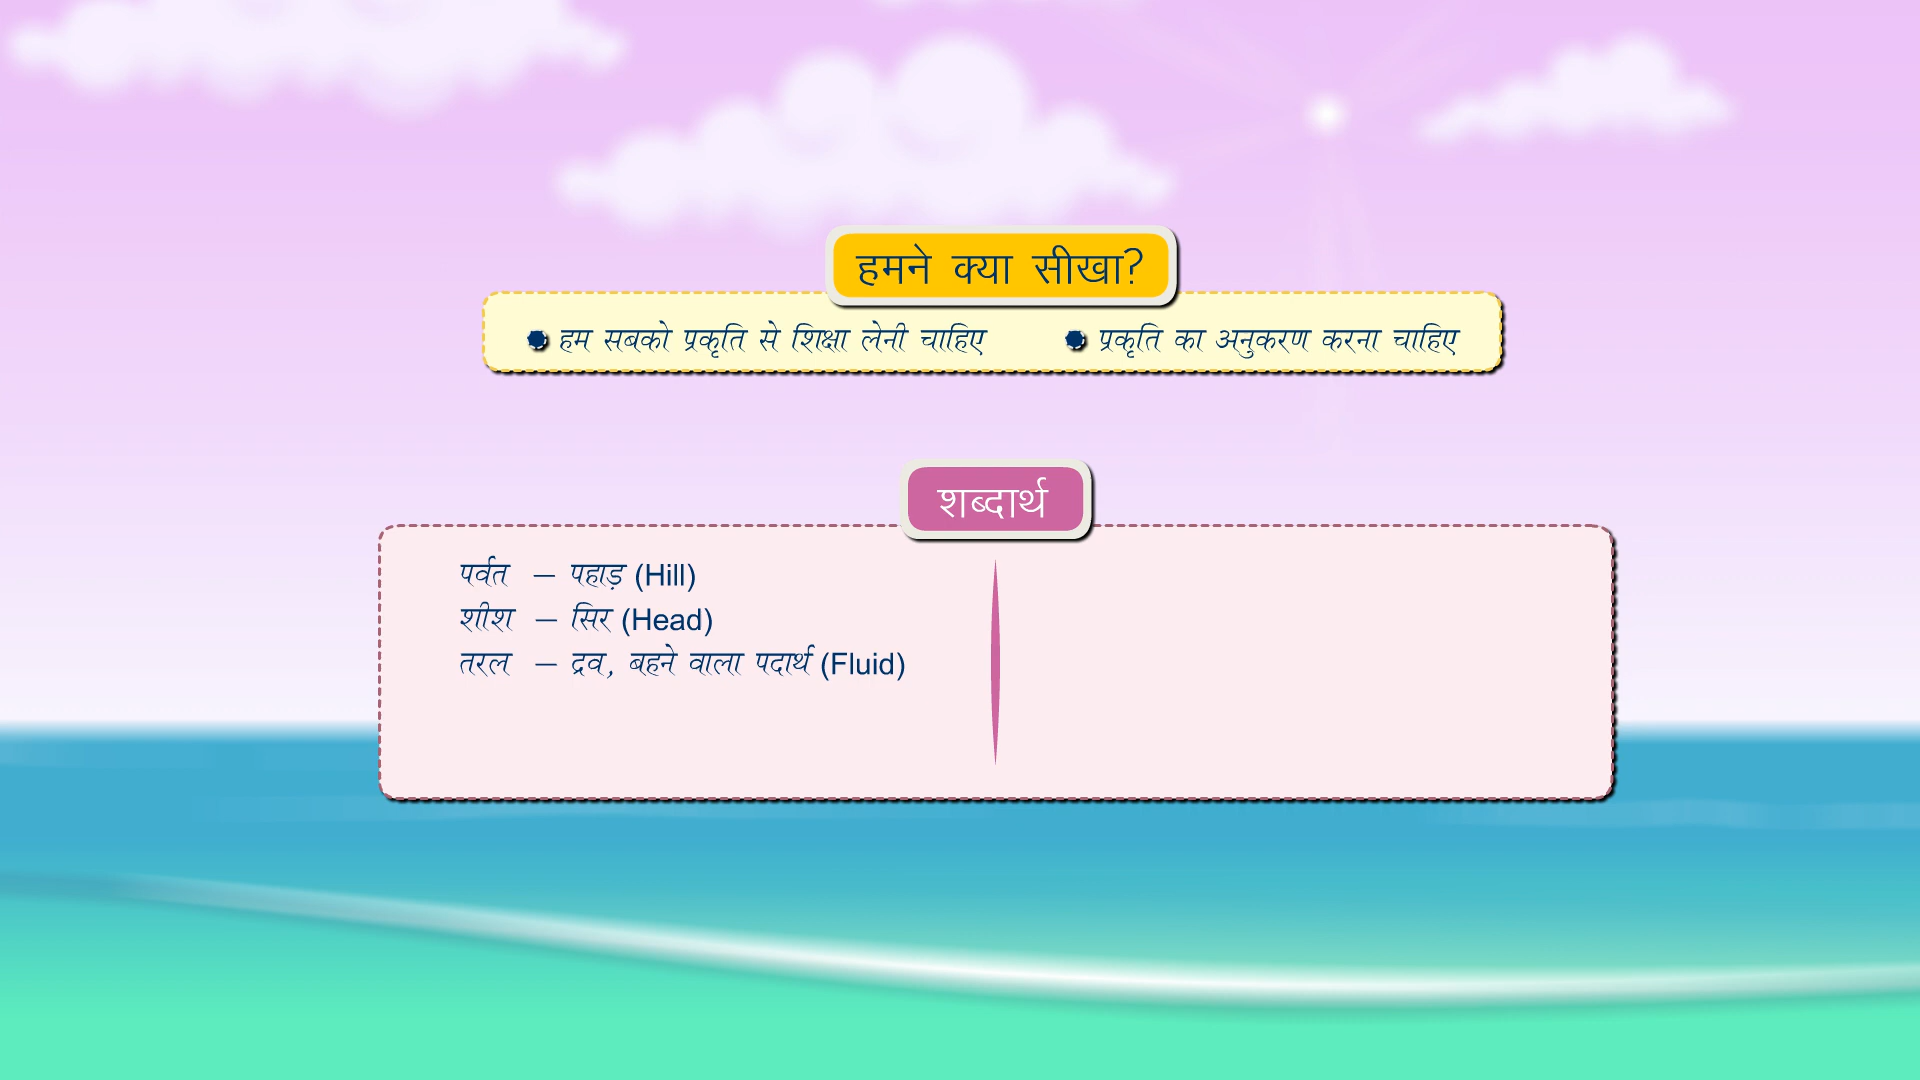 हमने क्या सीखा?
हम सबको प्रकृति से शिक्षा लेनी चाहिए
प्रकृति का अनुकरण करना चाहिए
शब्दार्थ
पर्वत – पहाड़ (Hill)
शीश – सिर (Head)
तरल – द्रव, बहने वाला पदार्थ (Fluid)